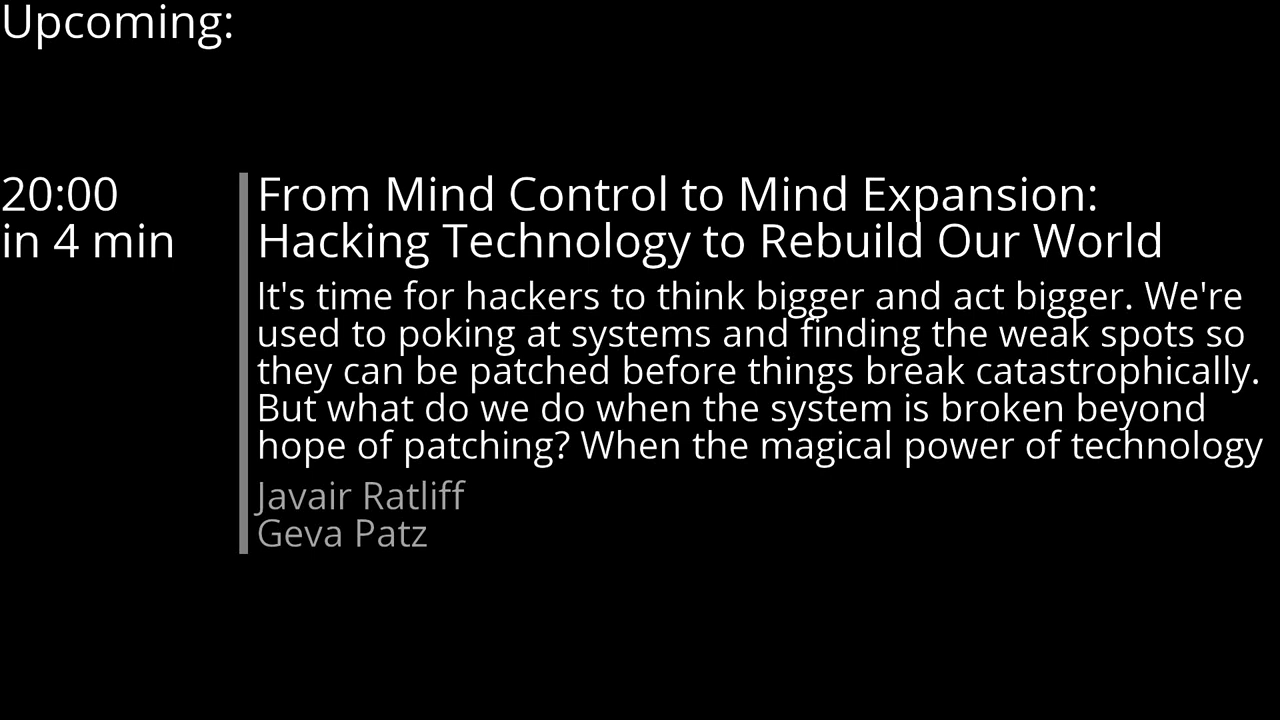 Upcoming:
20:00
in 4 min
From Mind Control to Mind Expansion:
Hacking Technology to Rebuild Our World
It's time for hackers to think bigger and act bigger. We're
used to poking at systems and finding the weak spots so
they can be patched before things break catastrophically.
But what do we do when the system is broken beyond
hope of patching? When the magical power of technology
Javair Ratliff
Geva Patz